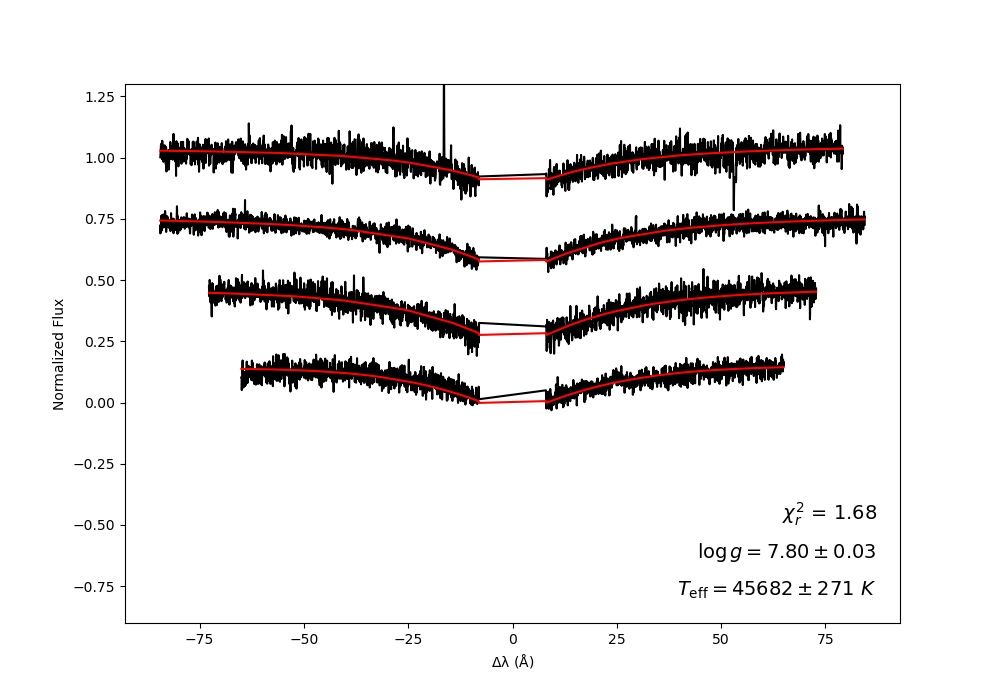 1.25
1.00
0.75
0.50
0.25
0.00
−0.25
−0.50
−0.75
Normalized Flux
χ²ᵣ = 1.68
log g = 7.80 ± 0.03
T_eff = 45682 ± 271 K
−75 −50 −25 0 25 50 75
Δλ (Å)